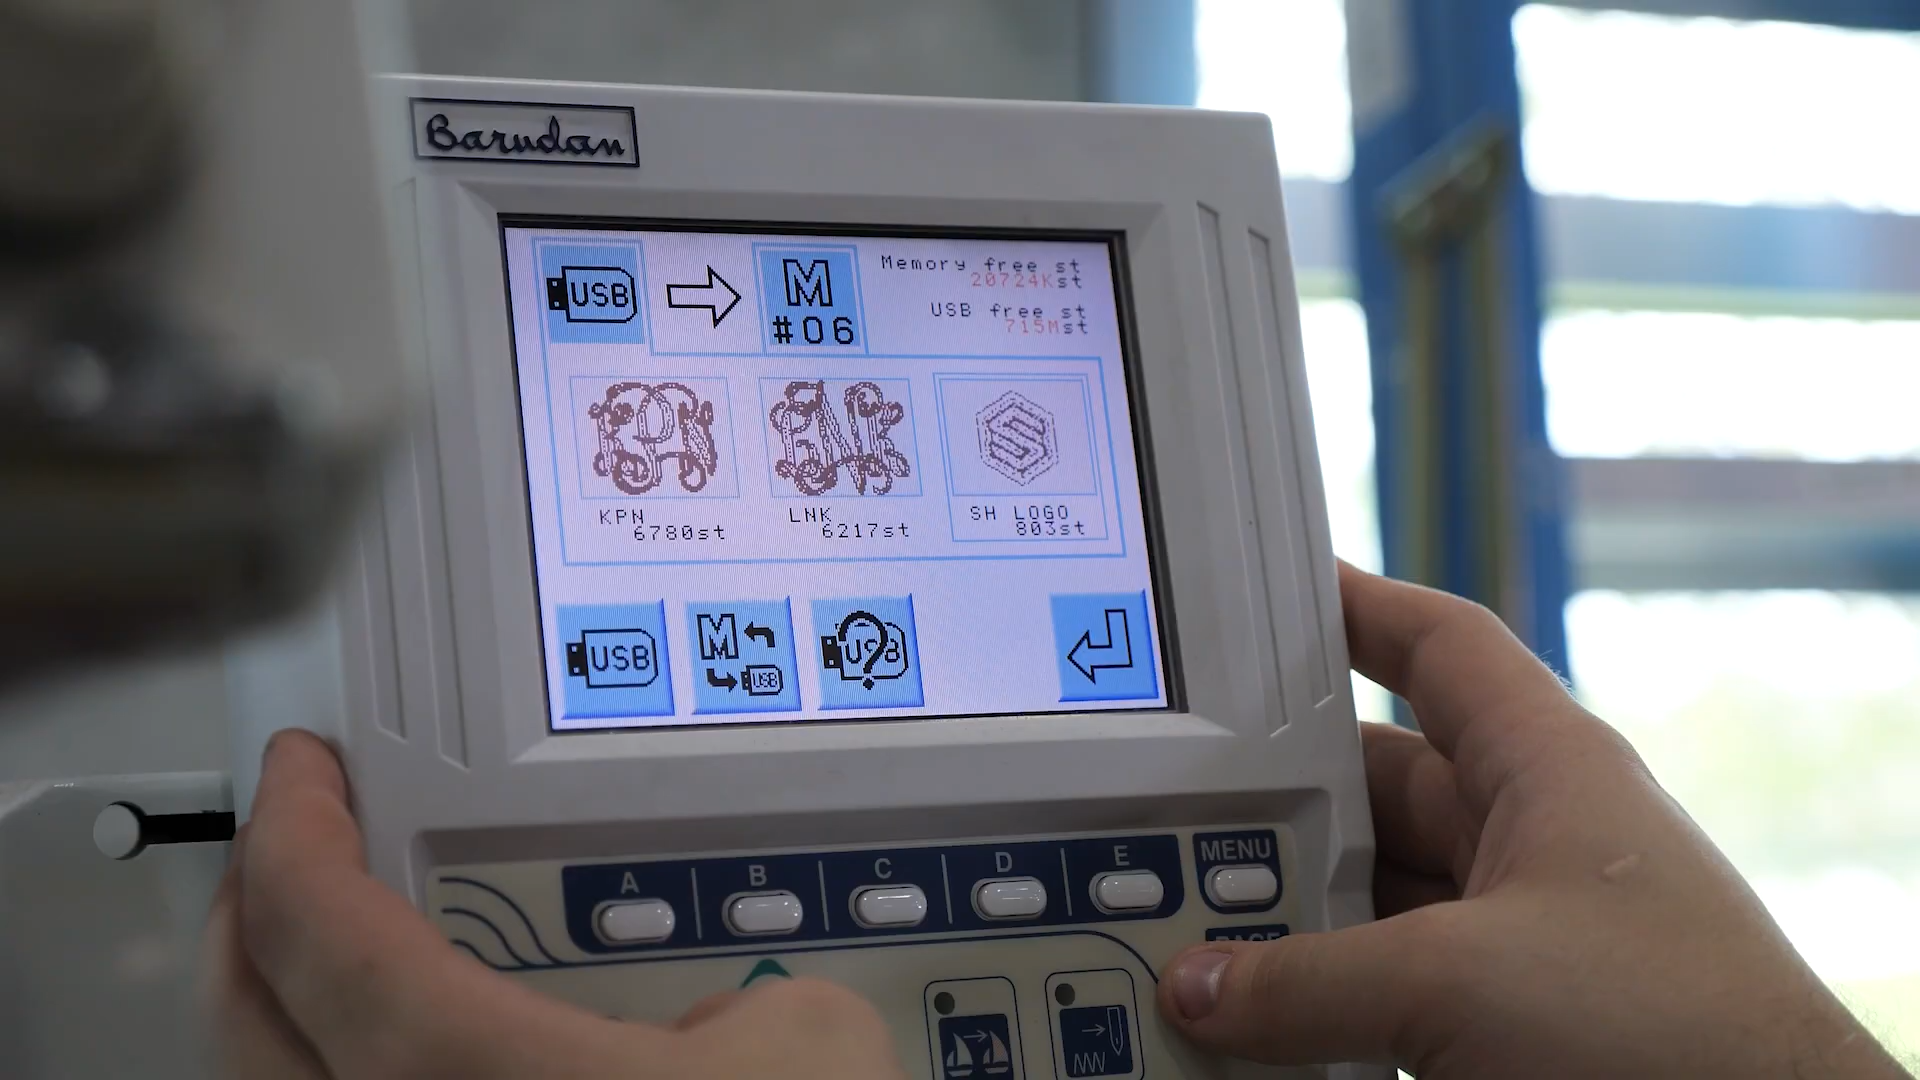 Barudan
USB
M
#06
Memory free st
20724Kst
USB free st
715Mst
KPN
6780st
LNK
6217st
SH LOGO
803st
USB
M
USB
USB
?
A
B
C
D
E
MENU
PAGE